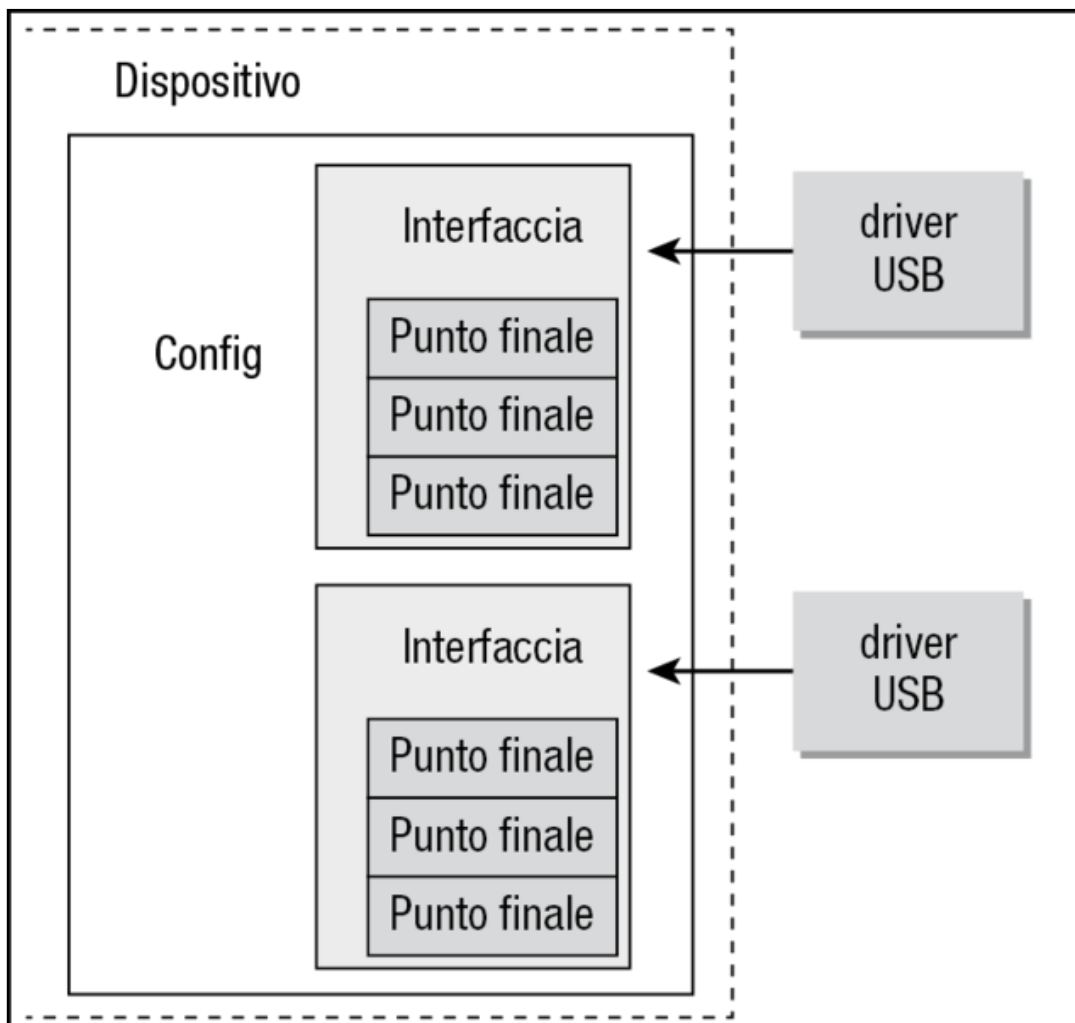 Dispositivo
Config
Interfaccia
Punto finale
Punto finale
Punto finale
driver
USB
Interfaccia
Punto finale
Punto finale
Punto finale
driver
USB